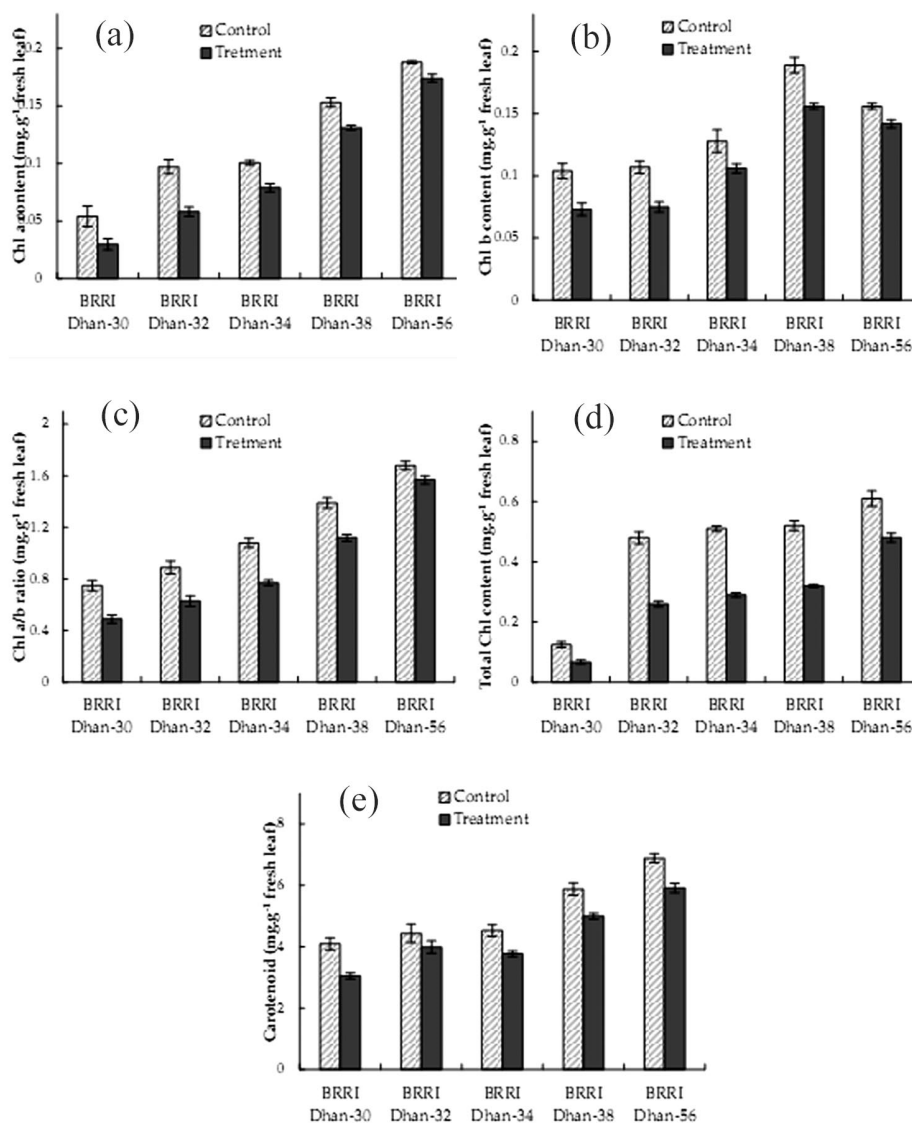 (a)
Control
Tretment
Chl a content (mg.g⁻¹ fresh leaf)
0.2
0.15
0.1
0.05
0
BRRI BRRI BRRI BRRI BRRI
Dhan-30 Dhan-32 Dhan-34 Dhan-38 Dhan-56
(b)
Control
Treatment
Chl b content (mg.g⁻¹ fresh leaf)
0.2
0.15
0.1
0.05
0
BRRI BRRI BRRI BRRI BRRI
Dhan-30 Dhan-32 Dhan-34 Dhan-38 Dhan-56
(c)
Control
Tretment
Chl a/b ratio (mg.g⁻¹ fresh leaf)
2
1.6
1.2
0.8
0.4
0
BRRI BRRI BRRI BRRI BRRI
Dhan-30 Dhan-32 Dhan-34 Dhan-38 Dhan-56
(d)
Control
Treatment
Total Chl content (mg.g⁻¹ fresh leaf)
0.8
0.6
0.4
0.2
0
BRRI BRRI BRRI BRRI BRRI
Dhan-30 Dhan-32 Dhan-34 Dhan-38 Dhan-56
(e)
Control
Treatment
Carotenoid (mg.g⁻¹ fresh leaf)
8
6
4
2
0
BRRI BRRI BRRI BRRI BRRI
Dhan-30 Dhan-32 Dhan-34 Dhan-38 Dhan-56